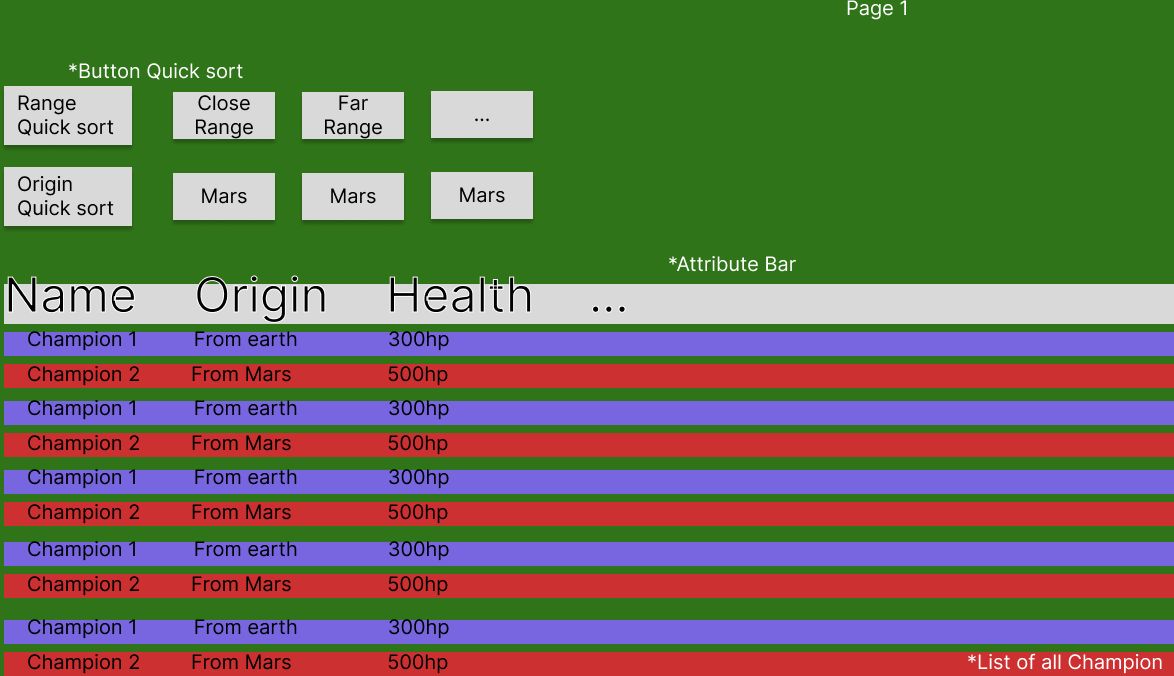 Page 1
*Button Quick sort
Range
Quick sort
Close
Range
Far
Range
...
Origin
Quick sort
Mars
Mars
Mars
*Attribute Bar
Name Origin Health ...
Champion 1 From earth 300hp
Champion 2 From Mars 500hp
Champion 1 From earth 300hp
Champion 2 From Mars 500hp
Champion 1 From earth 300hp
Champion 2 From Mars 500hp
Champion 1 From earth 300hp
Champion 2 From Mars 500hp
Champion 1 From earth 300hp
Champion 2 From Mars 500hp *List of all Champion